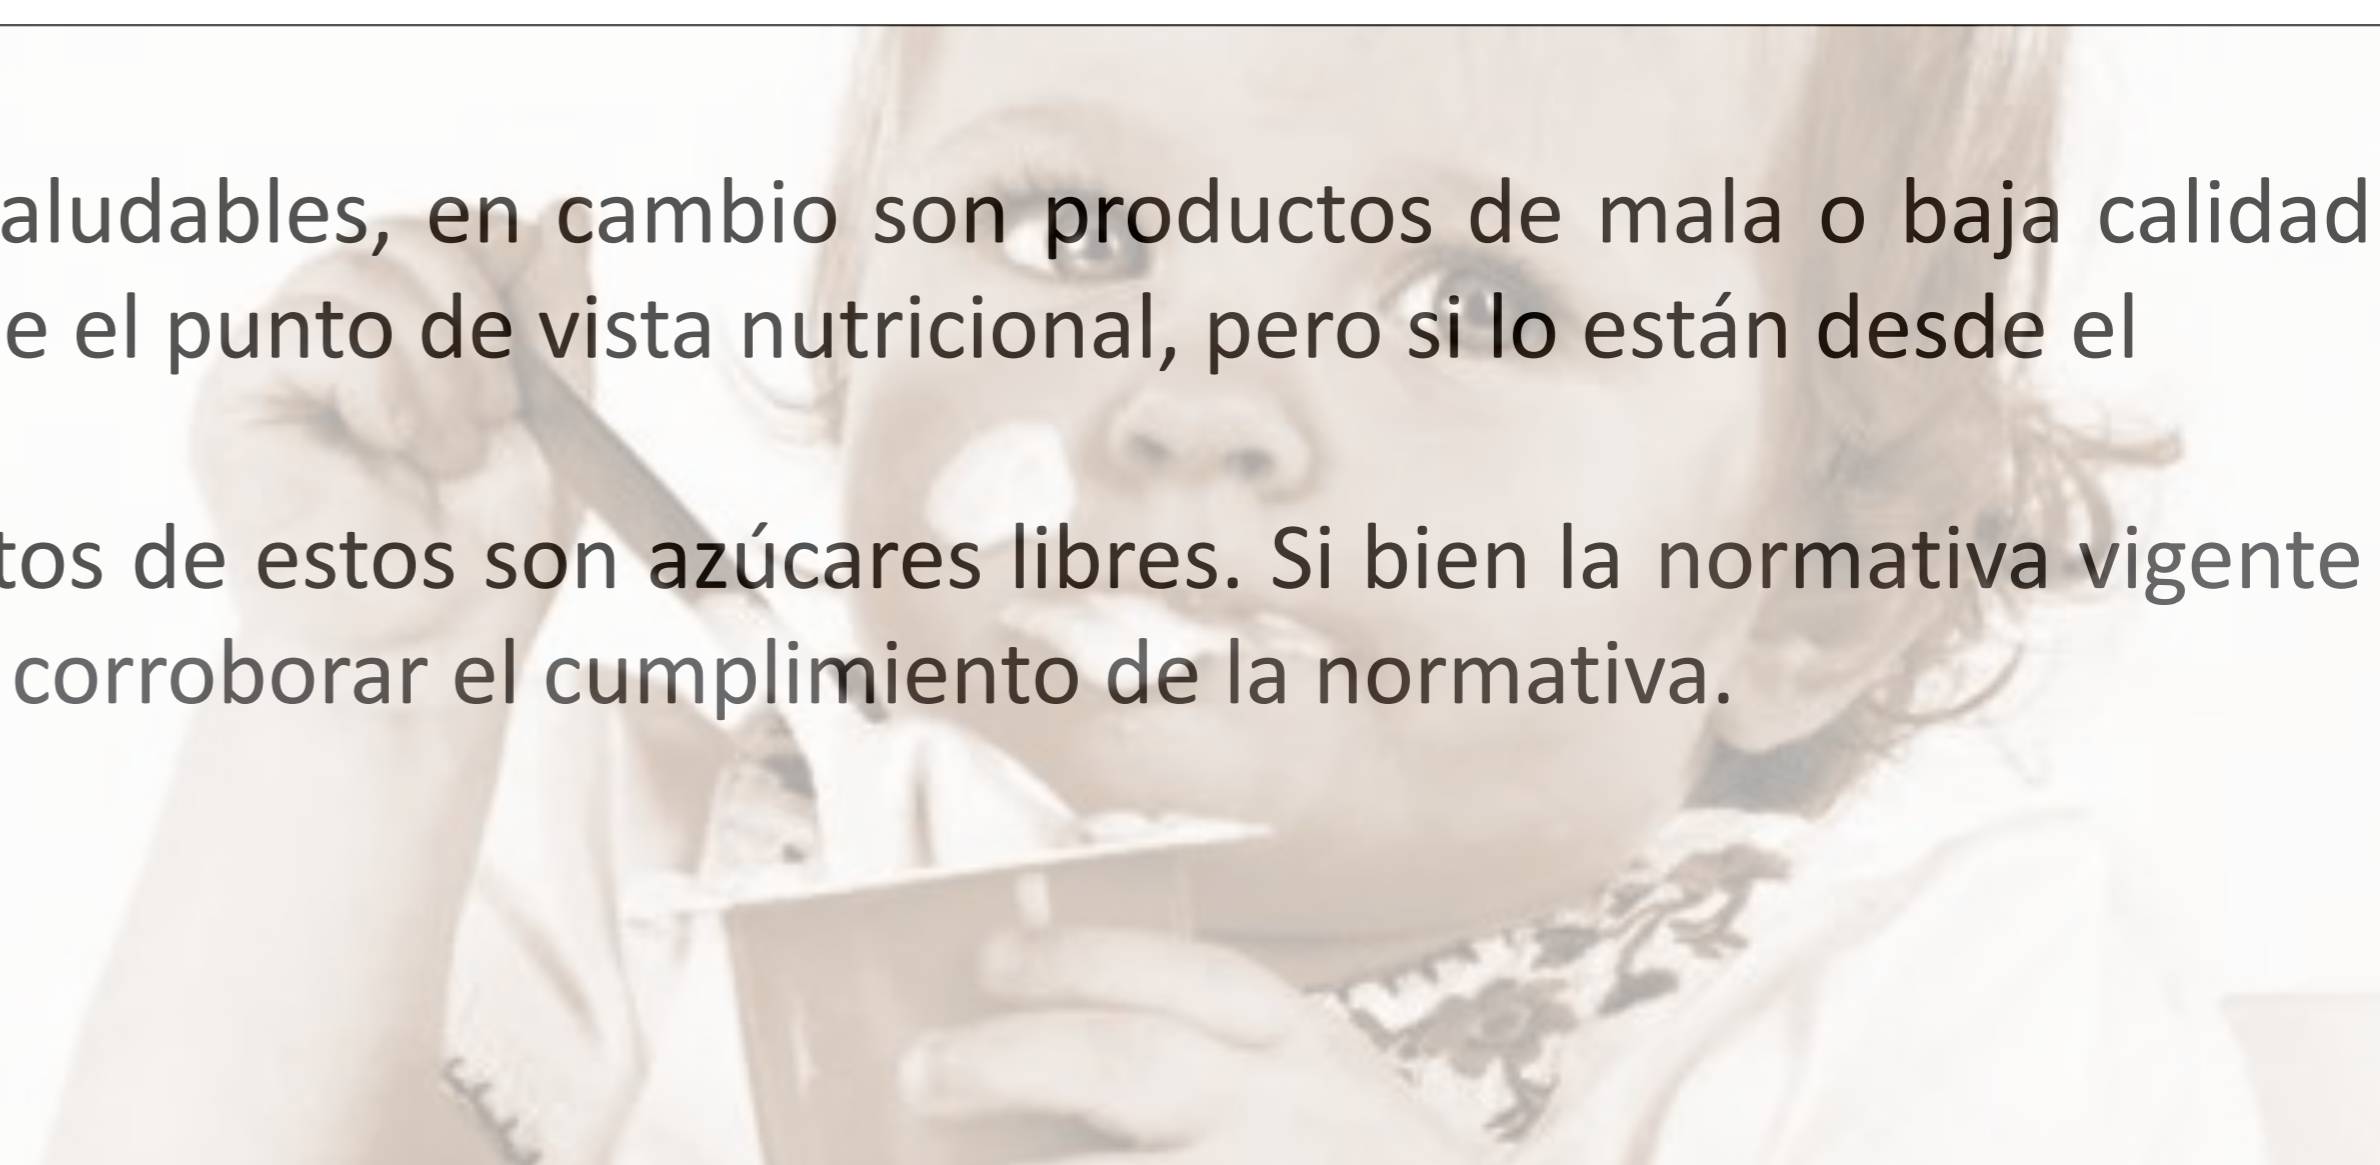 aludables, en cambio son productos de mala o baja calidad
e el punto de vista nutricional, pero si lo están desde el
tos de estos son azúcares libres. Si bien la normativa vigente
corroborar el cumplimiento de la normativa.